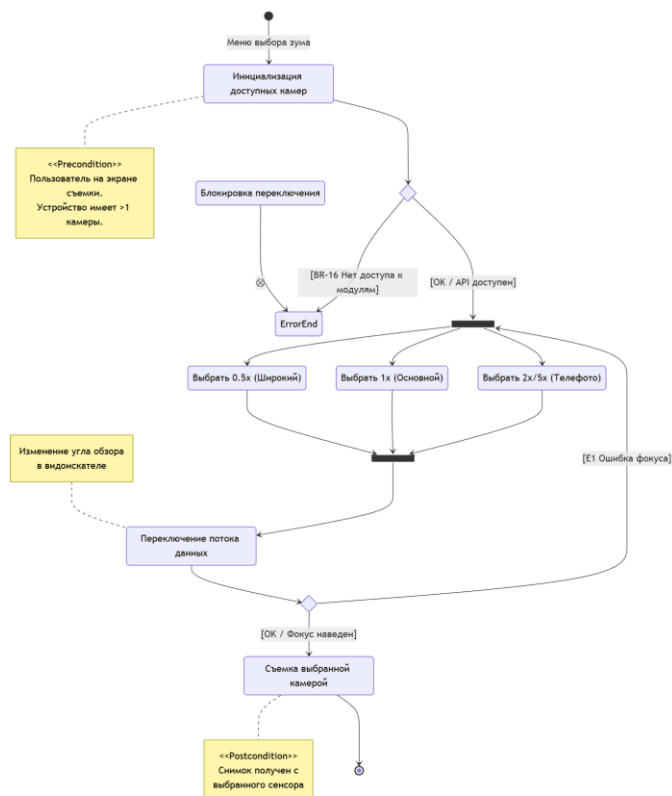 Меню выбора зума
Инициализация
доступных камер
<<Precondition>>
Пользователь на экране
съемки.
Устройство имеет >1
камеры.
Блокировка переключения
[BR-16 Нет доступа к
модулям]
[OK / API доступен]
ErrorEnd
Выбрать 0.5x (Широкий)
Выбрать 1x (Основной)
Выбрать 2x/5x (Телефото)
Изменение угла обзора
в видоискателе
[E1 Ошибка фокуса]
Переключение потока
данных
[OK / Фокус наведен]
Съемка выбранной
камерой
<<Postcondition>>
Снимок получен с
выбранного сенсора